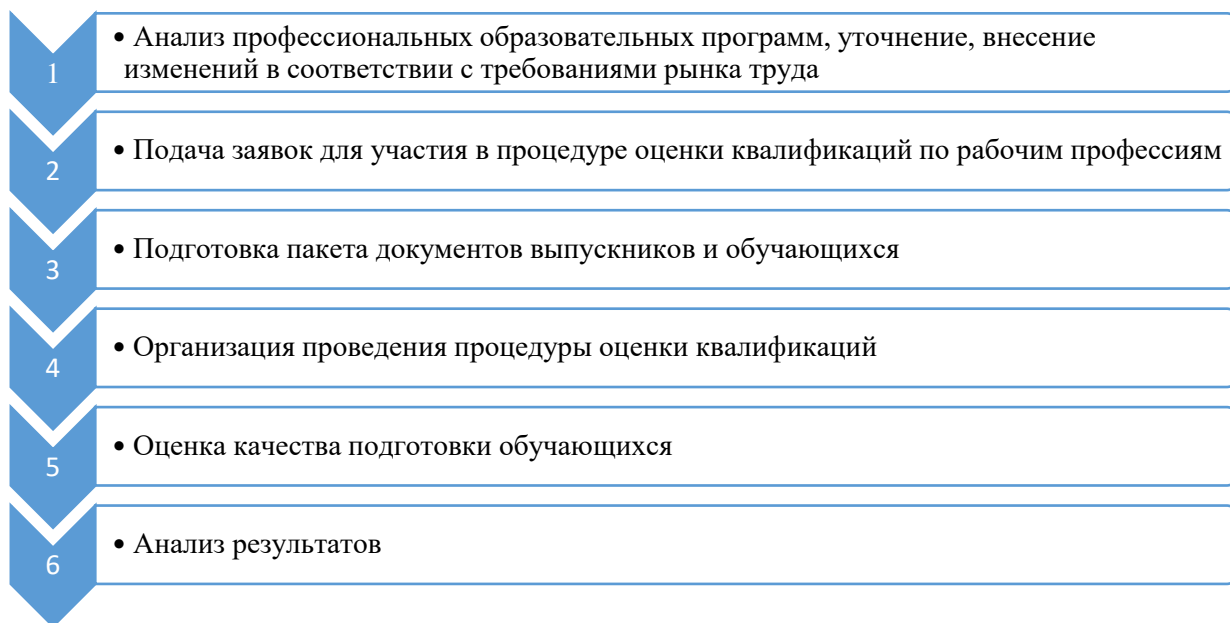 1
• Анализ профессиональных образовательных программ, уточнение, внесение
изменений в соответствии с требованиями рынка труда
2
• Подача заявок для участия в процедуре оценки квалификаций по рабочим профессиям
3
• Подготовка пакета документов выпускников и обучающихся
4
• Организация проведения процедуры оценки квалификаций
5
• Оценка качества подготовки обучающихся
6
• Анализ результатов